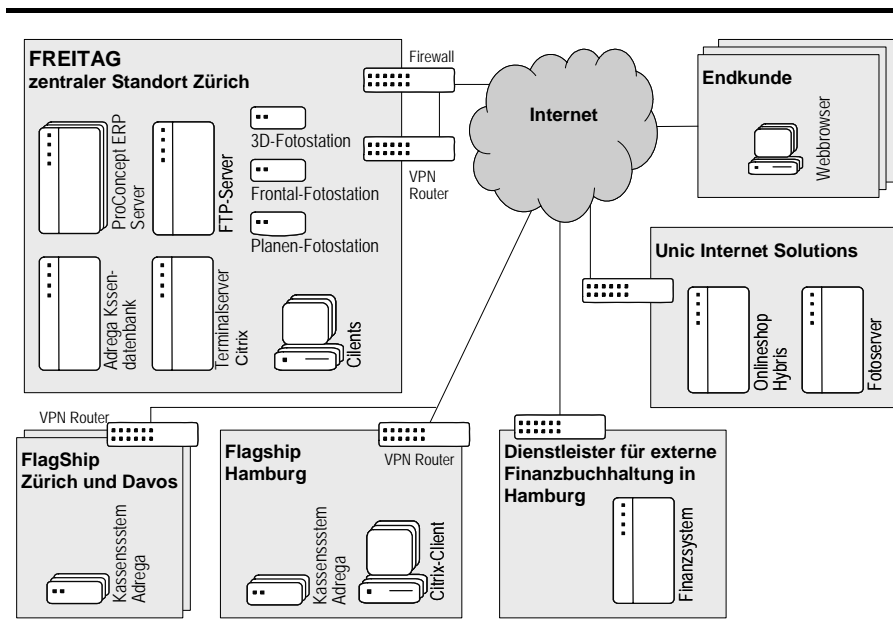 FREITAG
zentraler Standort Zürich
ProConcept ERP
Server
FTP-Server
3D-Fotostation
Frontal-Fotostation
Planen-Fotostation
Adrega Kssen-
datenbank
Terminalserver
Citrix
Cilents
Firewall
VPN
Router
Internet
Endkunde
Webbrowser
Unic Internet Solutions
Onlineshop
Hybris
Fotoserver
VPN Router
FlagShip
Zürich und Davos
Kassenssstem
Adrega
Flagship
Hamburg
VPN Router
Kassenssstem
Adrega
Citrix-Client
Dienstleister für externe
Finanzbuchhaltung in
Hamburg
Finanzsystem